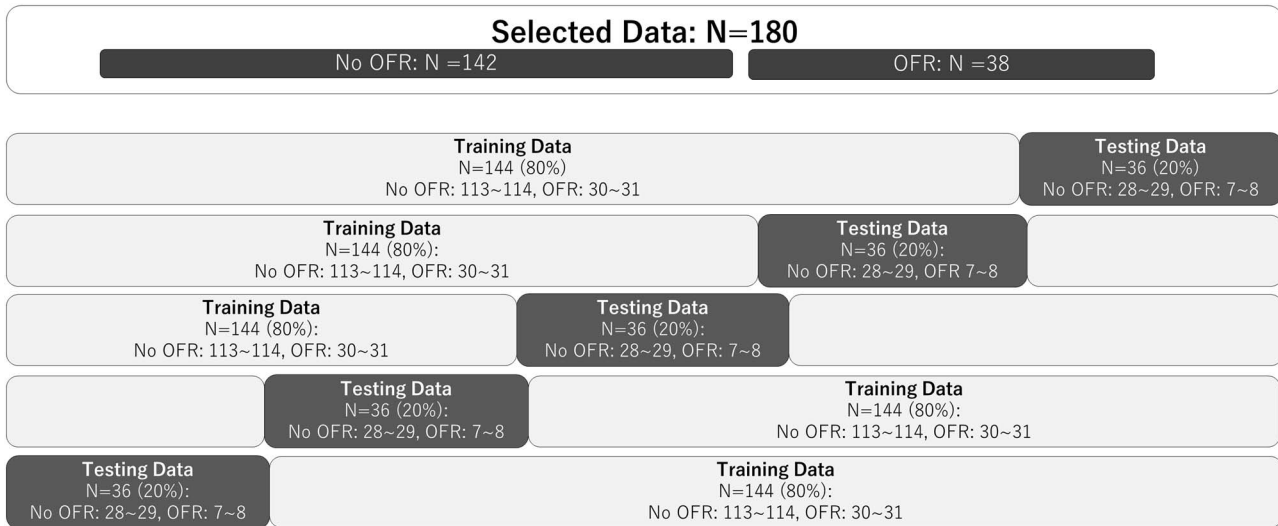 Selected Data: N=180
No OFR: N =142
OFR: N =38
Training Data
N=144 (80%)
No OFR: 113~114, OFR: 30~31
Testing Data
N=36 (20%)
No OFR: 28~29, OFR: 7~8
Training Data
N=144 (80%):
No OFR: 113~114, OFR: 30~31
Testing Data
N=36 (20%):
No OFR: 28~29, OFR 7~8
Training Data
N=144 (80%):
No OFR: 113~114, OFR: 30~31
Testing Data
N=36 (20%):
No OFR: 28~29, OFR: 7~8
Testing Data
N=36 (20%):
No OFR: 28~29, OFR: 7~8
Training Data
N=144 (80%):
No OFR: 113~114, OFR: 30~31
Testing Data
N=36 (20%):
No OFR: 28~29, OFR: 7~8
Training Data
N=144 (80%):
No OFR: 113~114, OFR: 30~31